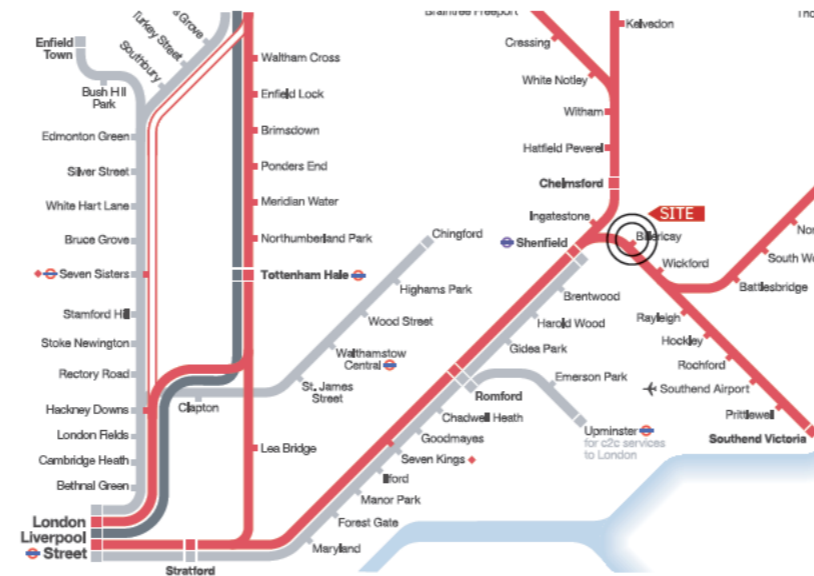 Enfield
Town
Turkey Street
Southbury
Bush Hill
Park
Edmonton Green
Silver Street
White Hart Lane
Bruce Grove
Seven Sisters
Stamford Hill
Stoke Newington
Rectory Road
Hackney Downs
London Fields
Cambridge Heath
Bethnal Green
London
Liverpool
Street
Stratford
Waltham Cross
Enfield Lock
Brimsdown
Ponders End
Meridian Water
Northumberland Park
Tottenham Hale
Lea Bridge
Clapton
St. James
Street
Walthamstow
Central
Wood Street
Highams Park
Chingford
Braintree Freeport
Cressing
White Notley
Kelvedon
Witham
Hatfield Peverel
Chelmsford
Ingatestone
Shenfield
SITE
Billericay
Wickford
Battlesbridge
Rayleigh
Hockley
Rochford
Southend Airport
Prittlewell
Southend Victoria
Brentwood
Harold Wood
Gidea Park
Emerson Park
Romford
Upminster
for c2c services
to London
Chadwell Heath
Goodmayes
Seven Kings
Ilford
Manor Park
Forest Gate
Maryland